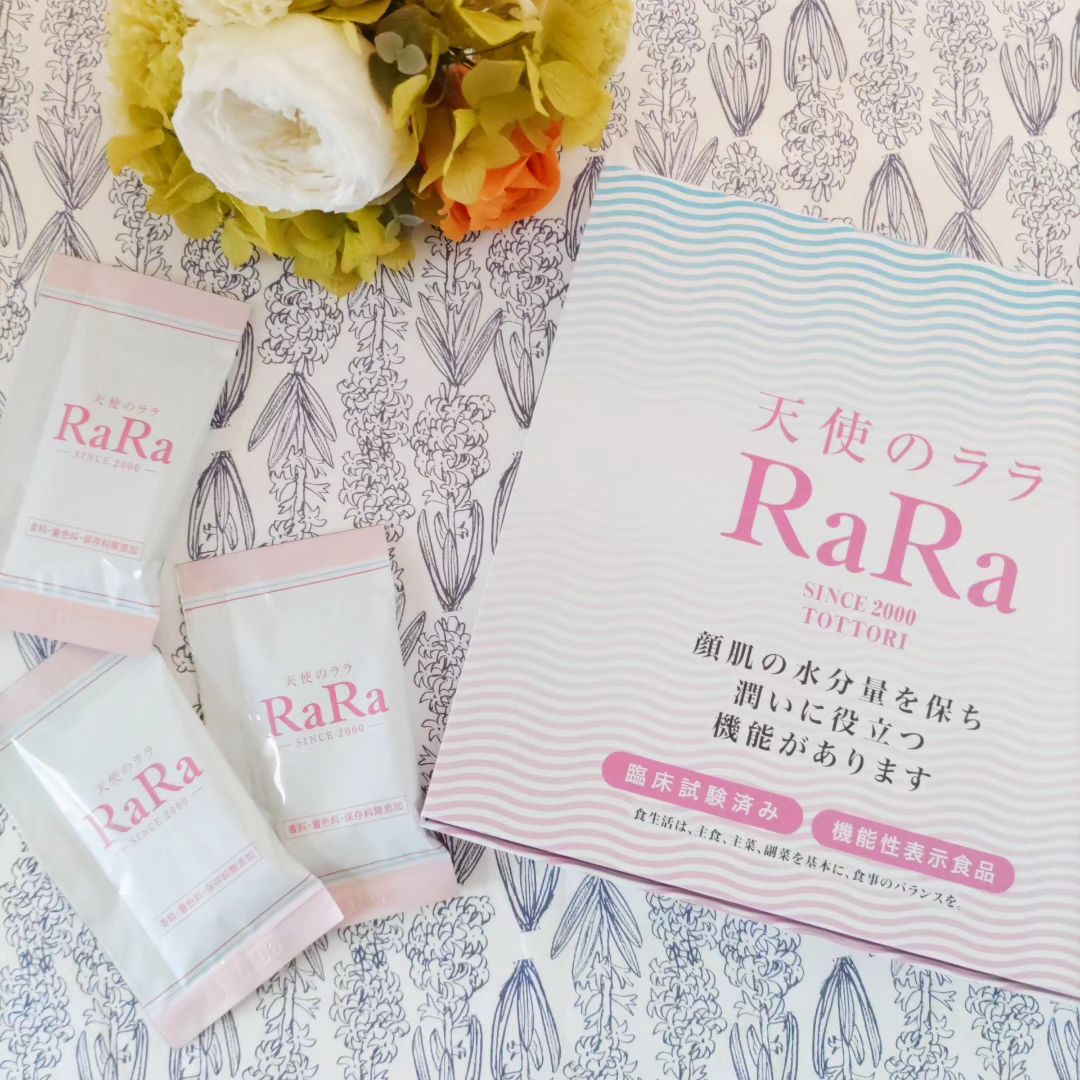 天使のララ
RaRa
SINCE 2000
香料・着色料・保存料無添加
天使のララ
RaRa
SINCE 2000
香料・着色料・保存料無添加
天使のララ
RaRa
SINCE 2000
香料・着色料・保存料無添加
天使のララ
RaRa
SINCE 2000
TOTTORI
顔肌の水分量を保ち
潤いに役立つ
機能があります
臨床試験済み
機能性表示食品
食生活は、主食、主菜、副菜を基本に、食事のバランスを。